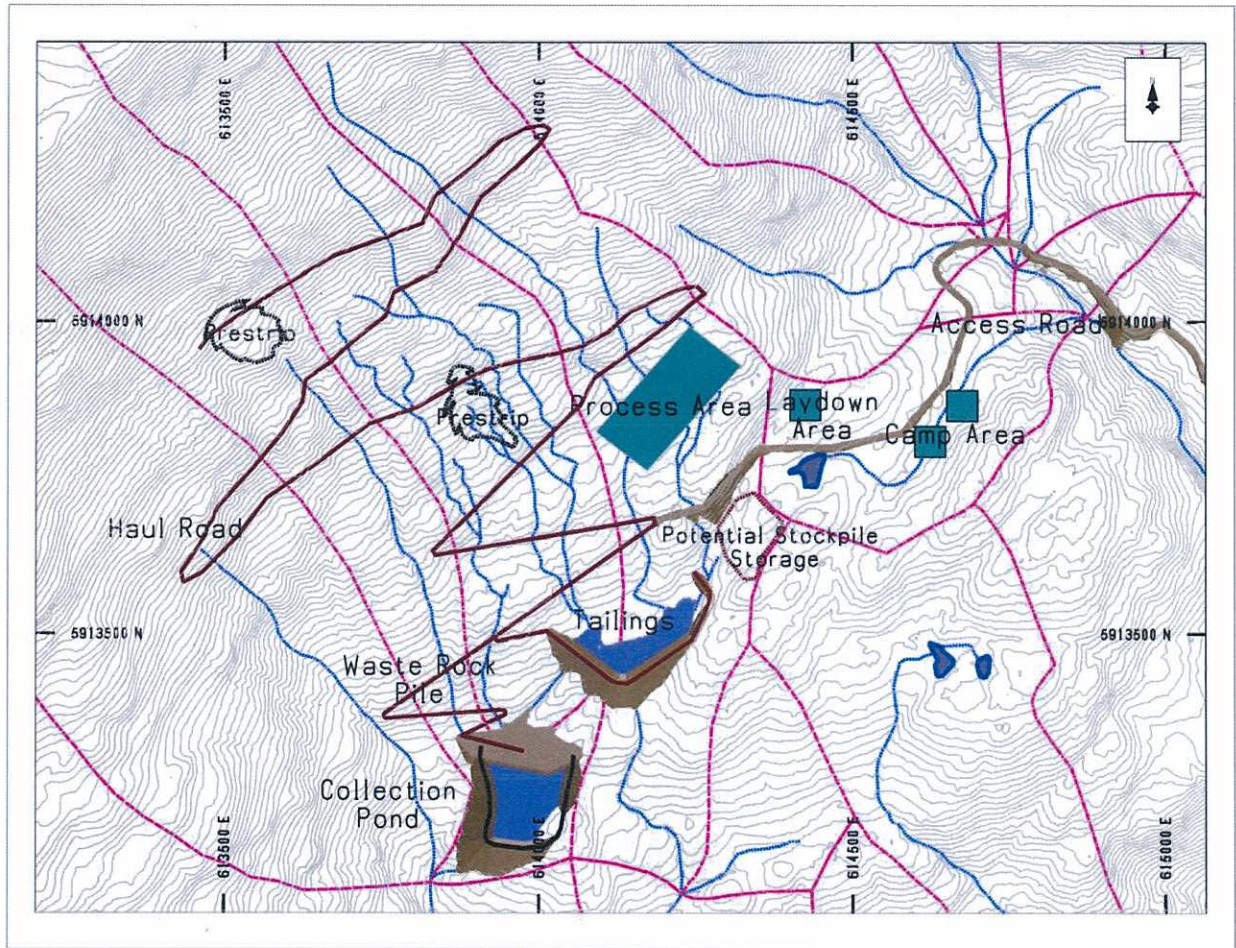 613500 E
614000 E
614500 E
N
5914000 N
Prestrip
Access Road
5914000 N
Prestrip
Process Area
Laydown
Area
Camp Area
Haul Road
Potential Stockpile
Storage
5913500 N
Tailings
5913500 N
Waste Rock
Pile
Collection
Pond
613500 E
614000 E
614500 E
615000 E